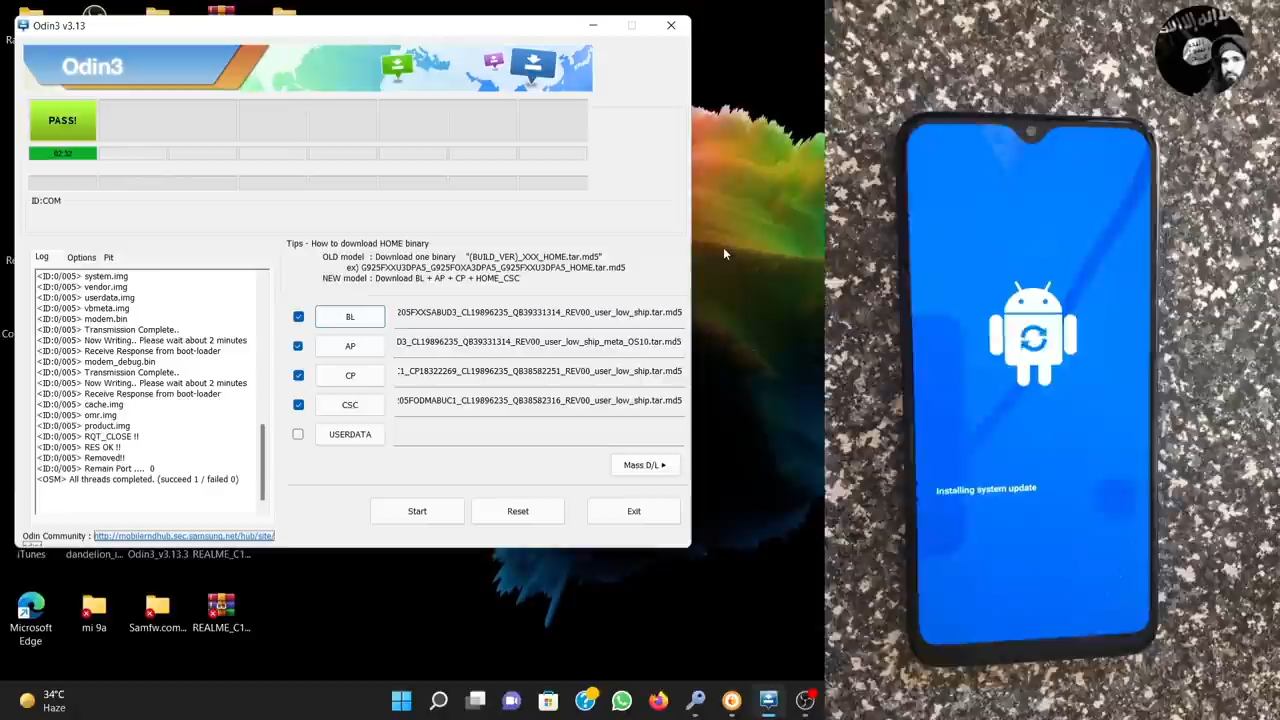 Odin3 v3.13
Odin3
PASS!
02:32
ID:COM
Tips - How to download HOME binary
OLD model : Download one binary "(BUILD_VER)_XXX_HOME.tar.md5"
ex) G925FXXU3DPA5_G925FOXA3DPA5_G925FXXU3DPA5_HOME.tar.md5
NEW model : Download BL + AP + CP + HOME_CSC
Log Options Pit
<ID:0/005> system.img
<ID:0/005> vendor.img
<ID:0/005> userdata.img
<ID:0/005> vbmeta.img
<ID:0/005> modem.bin
<ID:0/005> Transmission Complete..
<ID:0/005> Now Writing.. Please wait about 2 minutes
<ID:0/005> Receive Response from boot-loader
<ID:0/005> modem_debug.bin
<ID:0/005> Transmission Complete..
<ID:0/005> Now Writing.. Please wait about 2 minutes
<ID:0/005> Receive Response from boot-loader
<ID:0/005> cache.img
<ID:0/005> omr.img
<ID:0/005> product.img
<ID:0/005> RQT_CLOSE !!
<ID:0/005> RES OK !!
<ID:0/005> Removed!!
<ID:0/005> Remain Port .... 0
<OSM> All threads completed. (succeed 1 / failed 0)
BL 205FXXSABUD3_CL19896235_QB39331314_REV00_user_low_ship.tar.md5
AP D3_CL19896235_QB39331314_REV00_user_low_ship_meta_OS10.tar.md5
CP C1_CP18322269_CL19896235_QB38582251_REV00_user_low_ship.tar.md5
CSC 05FODMABUC1_CL19896235_QB38582316_REV00_user_low_ship.tar.md5
USERDATA
Mass D/L
Start Reset Exit
Odin Community : http://mobilerndhub.sec.samsung.net/hub/site/
iTunes dandelion_i... Odin3_v3.13.3 REALME_C1...
Microsoft Edge
mi 9a
Samfw.com...
REALME_C1...
34°C
Haze
Installing system update